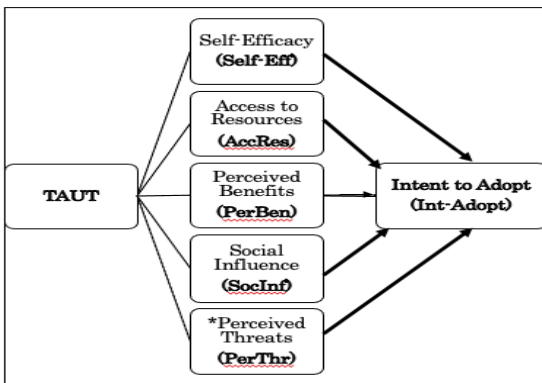 Self-Efficacy
(Self-Eff)
Access to
Resources
(AccRes)
TAUT
Perceived
Benefits
(PerBen)
Intent to Adopt
(Int-Adopt)
Social
Influence
(SocInf)
*Perceived
Threats
(PerThr)